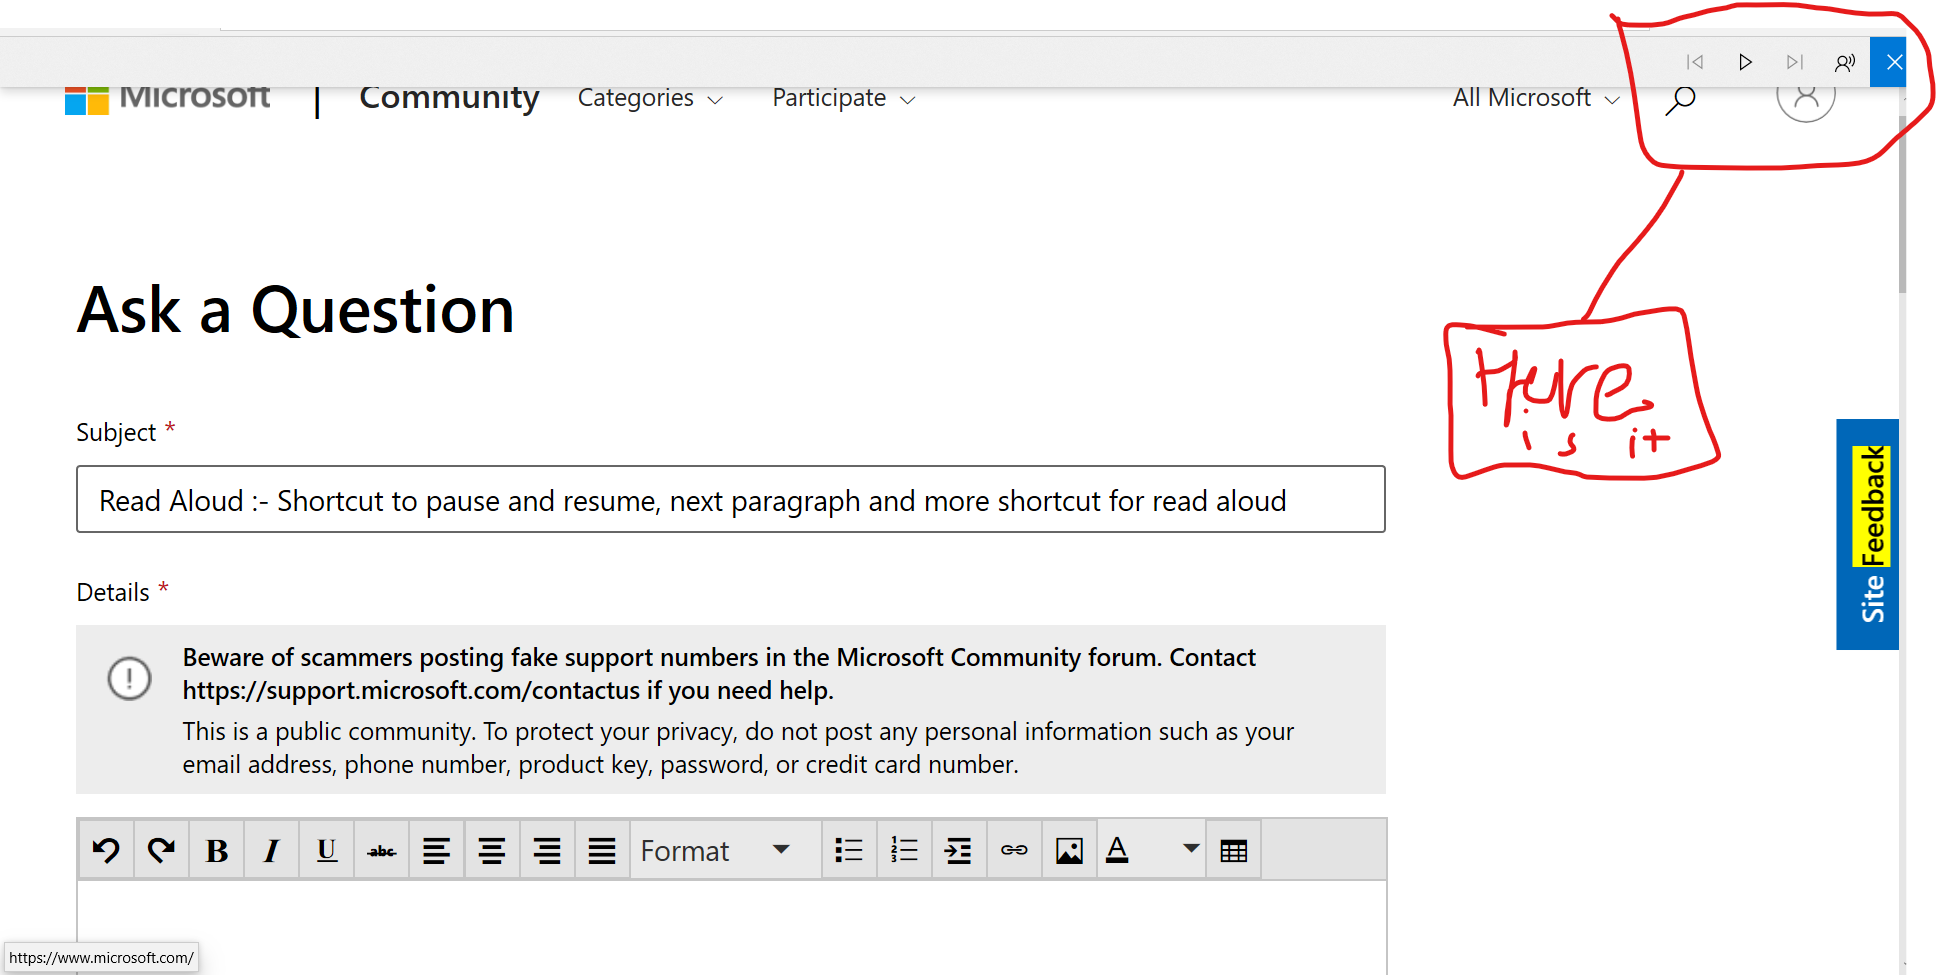 Microsoft | Community Categories Participate All Microsoft
Ask a Question
Here
is it
Subject *
Read Aloud :- Shortcut to pause and resume, next paragraph and more shortcut for read aloud
Site Feedback
Details *
Beware of scammers posting fake support numbers in the Microsoft Community forum. Contact
https://support.microsoft.com/contactus if you need help.
This is a public community. To protect your privacy, do not post any personal information such as your
email address, phone number, product key, password, or credit card number.
B I U abc Format A
https://www.microsoft.com/